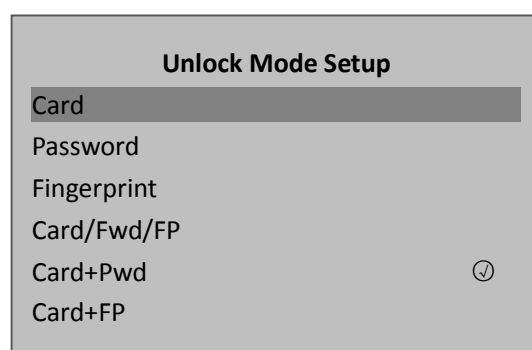 Unlock Mode Setup
Card
Password
Fingerprint
Card/Fwd/FP
Card+Pwd
Card+FP